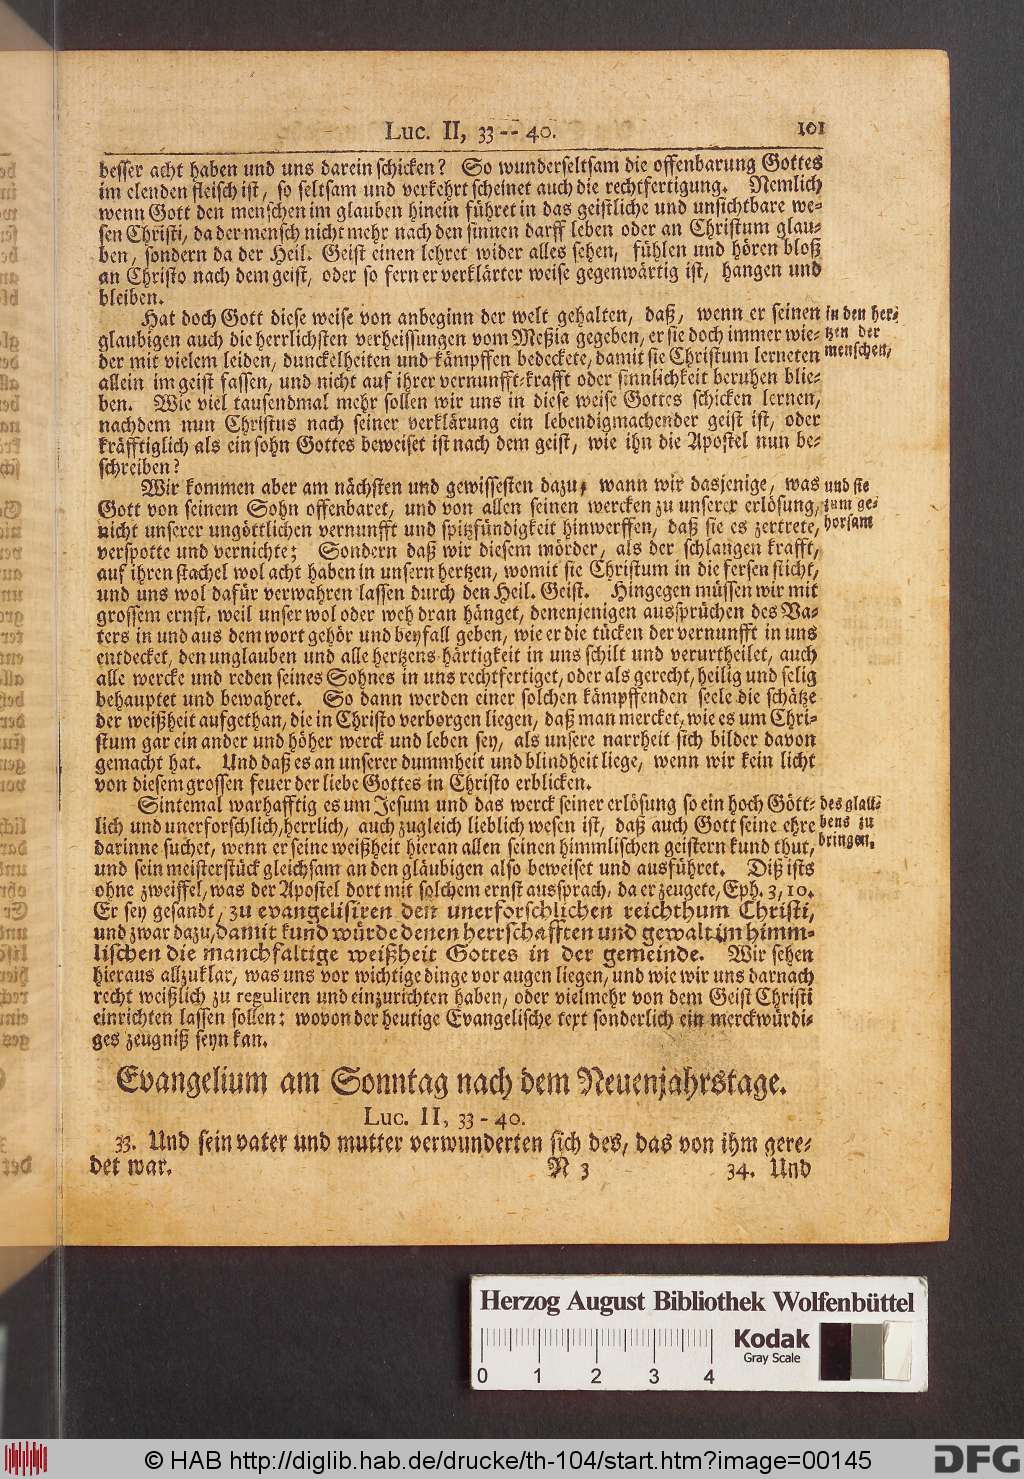 Luc. II, 33 -- 40. 101
besser acht haben und uns darein schicken? So wunderseltsam die offenbarung Gottes
im elenden fleisch ist, so seltsam und verkehrt scheinet auch die rechtfertigung. Nemlich
wenn Gott den menschen im glauben hinein führet in das geistliche und unsichtbare we-
sen Christi, da der mensch nicht mehr nach den sinnen darff leben oder an Christum glau-
ben, sondern da der Heil. Geist einen lehret wider alles sehen, fühlen und hören bloß
an Christo nach dem geist, oder so fern er verklärter weise gegenwärtig ist, hangen und
bleiben.
Hat doch Gott diese weise von anbeginn der welt gehalten, daß, wenn er seinen
glaubigen auch die herrlichsten verheissungen vom Meßia gegeben, er sie doch immer wie-
der mit vielem leiden, dunckelheiten und kämpffen bedeckete, damit sie Christum lerneten
allein im geist fassen, und nicht auf ihrer vernunfft-krafft oder sinnlichkeit beruhen blie-
ben. Wie viel tausendmal mehr sollen wir uns in diese weise Gottes schicken lernen,
nachdem nun Christus nach seiner verklärung ein lebendigmachender geist ist, oder
kräfftiglich als ein sohn Gottes beweiset ist nach dem geist, wie ihn die Apostel nun be-
schreiben?
in den her-
tzen der
menschen,
Wir kommen aber am nächsten und gewissesten dazu, wann wir dasjenige, was
Gott von seinem Sohn offenbaret, und von allen seinen wercken zu unserer erlösung,
nicht unserer ungöttlichen vernunfft und spitzfündigkeit hinwerffen, daß sie es zertrete,
verspotte und vernichte; Sondern daß wir diesem mörder, als der schlangen krafft,
auf ihren stachel wol acht haben in unsern hertzen, womit sie Christum in die fersen sticht,
und uns wol dafür verwahren lassen durch den Heil. Geist. Hingegen müssen wir mit
grossem ernst, weil unser wol oder weh dran hänget, denenjenigen aussprüchen des Va-
ters in und aus dem wort gehör und beyfall geben, wie er die tücken der vernunfft in uns
entdecket, den unglauben und alle hertzens härtigkeit in uns schilt und verurtheilet, auch
alle wercke und reden seines Sohnes in uns rechtfertiget, oder als gerecht, heilig und selig
behauptet und bewahret. So dann werden einer solchen kämpffenden seele die schätze
der weißheit aufgethan, die in Christo verborgen liegen, daß man mercket, wie es um Chri-
stum gar ein ander und höher werck und leben sey, als unsere narrheit sich bilder davon
gemacht hat. Und daß es an unserer dummheit und blindheit liege, wenn wir kein licht
von diesem grossen feuer der liebe Gottes in Christo erblicken.
und sie
zum ge-
horsam
Sintemal warhafftig es um Jesum und das werck seiner erlösung so ein hoch Gött-
lich und unerforschlich, herrlich, auch zugleich lieblich wesen ist, daß auch Gott seine ehre
darinne suchet, wenn er seine weißheit hieran allen seinen himmlischen geistern kund thut,
und sein meisterstück gleichsam an den gläubigen also beweiset und ausführet. Diß ists
ohne zweiffel, was der Apostel dort mit solchem ernst aussprach, da er zeugete, Eph. 3, 10.
Er sey gesandt, zu evangelisiren den unerforschlichen reichthum Christi,
und zwar dazu, damit kund würde denen herrschafften und gewalt im himm-
lischen die manchfaltige weißheit Gottes in der gemeinde. Wir sehen
hieraus allzuklar, was uns vor wichtige dinge vor augen liegen, und wie wir uns darnach
recht weißlich zu reguliren und einzurichten haben, oder vielmehr von dem Geist Christi
einrichten lassen sollen: wovon der heutige Evangelische text sonderlich ein merckwürdi-
ges zeugniß seyn kan.
des glau-
bens zu
bringen.
Evangelium am Sonntag nach dem Neuenjahrstage.
Luc. II, 33 - 40.
33. Und sein vater und mutter verwunderten sich des, das von ihm gere-
det war.
N 3 34. Und
Herzog August Bibliothek Wolfenbüttel
0 1 2 3 4
Kodak
Gray Scale
© HAB http://diglib.hab.de/drucke/th-104/start.htm?image=00145
DFG